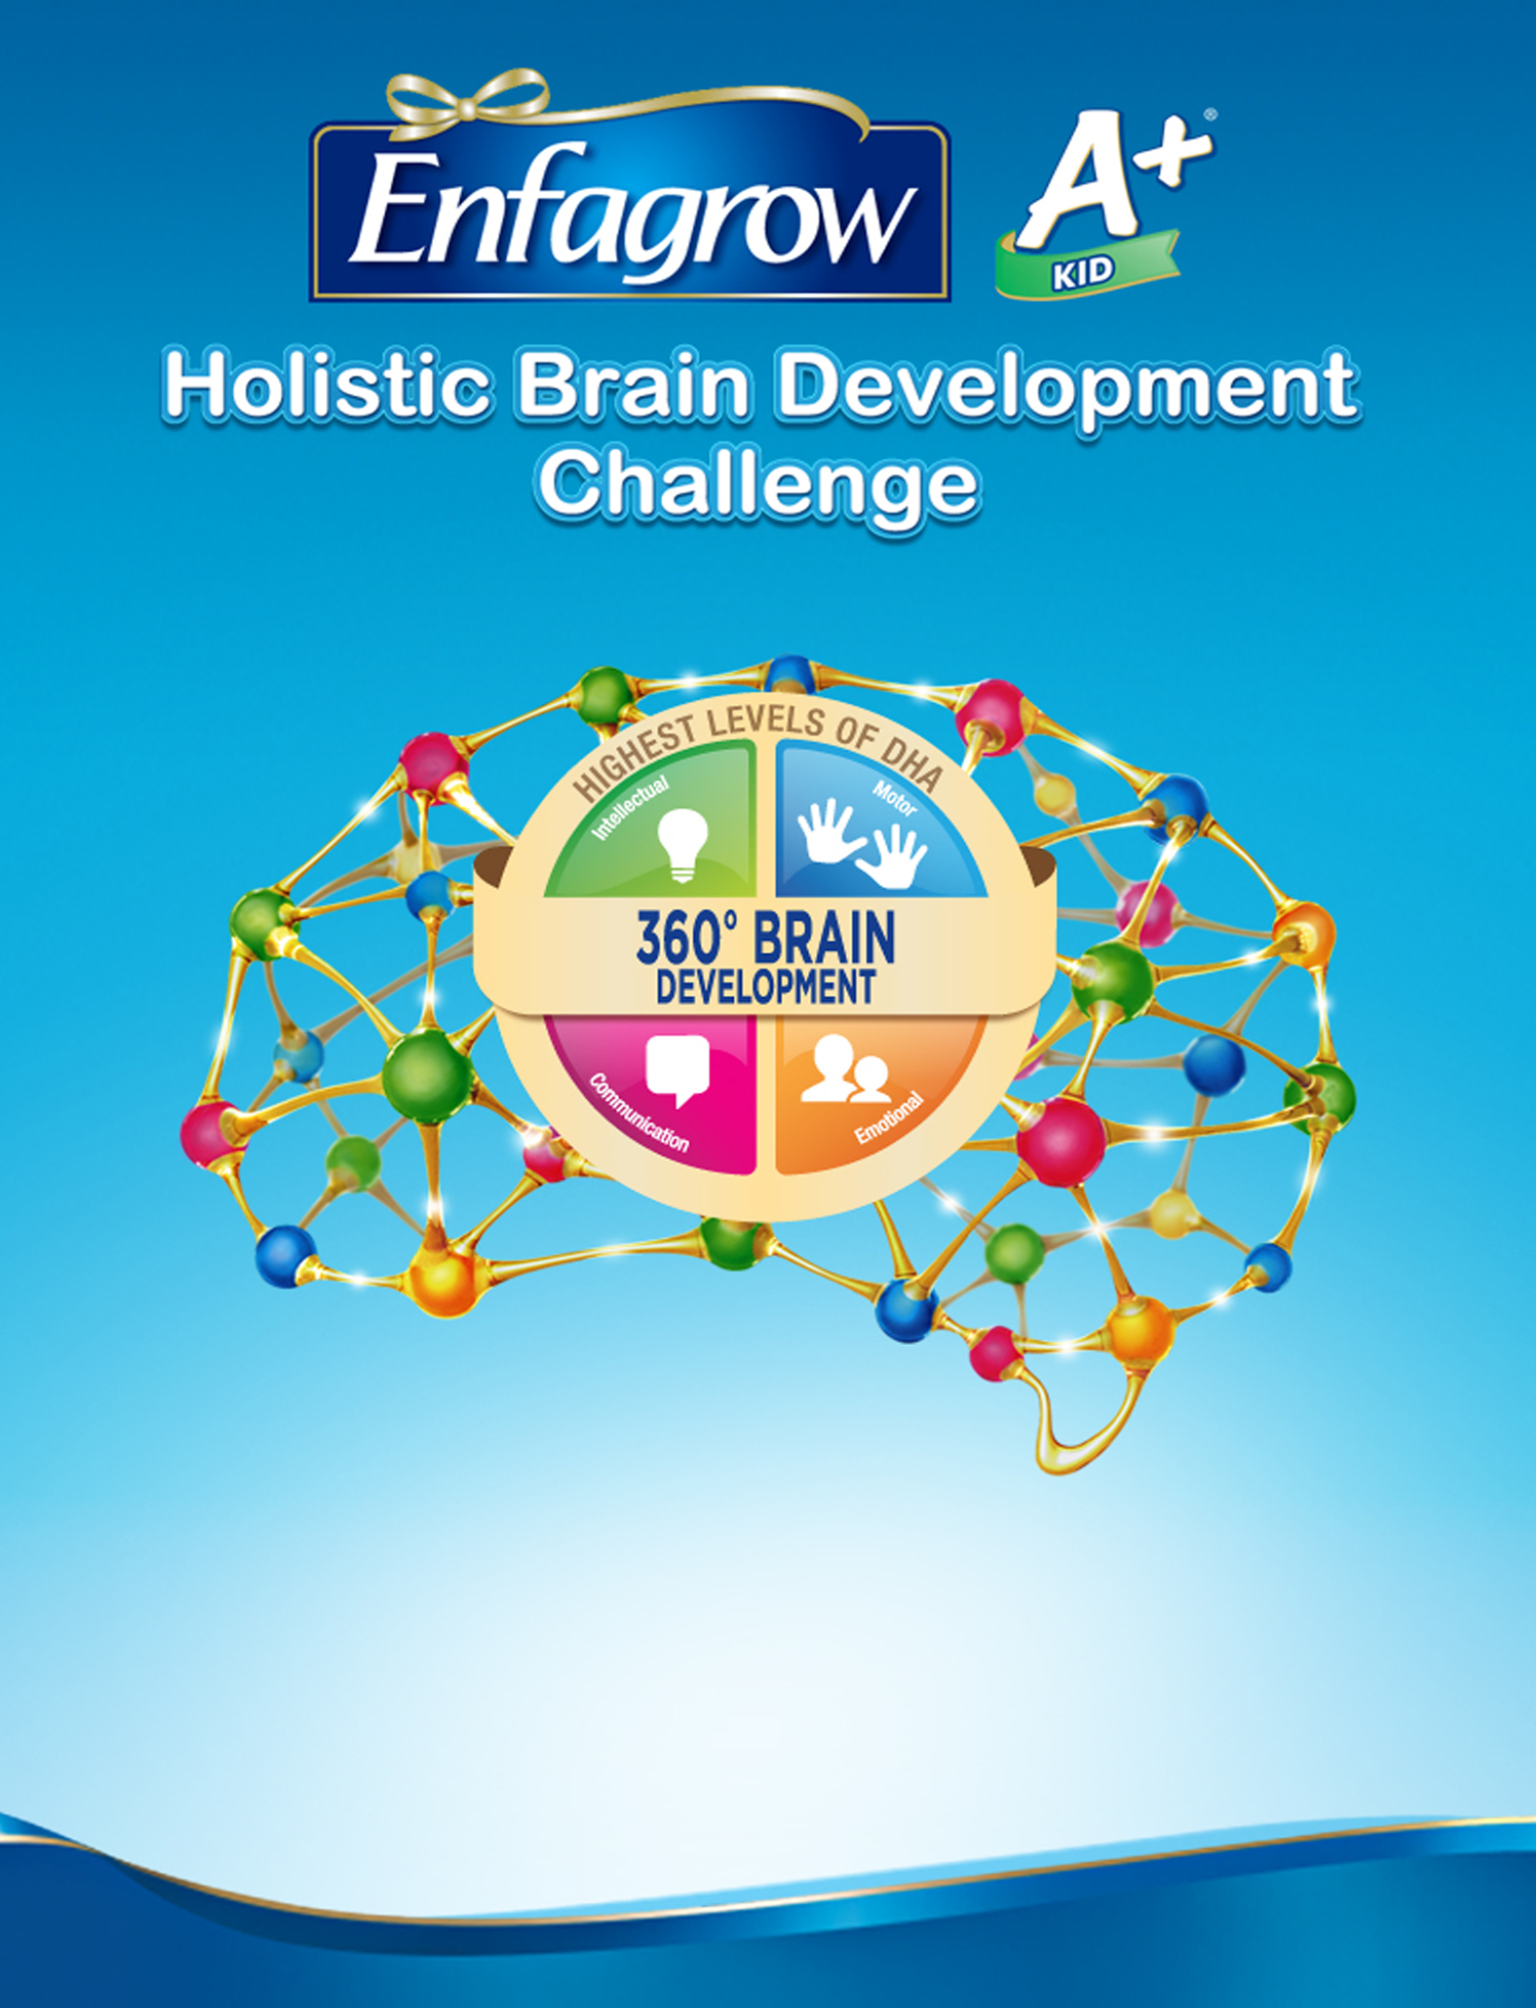 Enfagrow
A+®
KID
Holistic Brain Development
Challenge
HIGHEST LEVELS OF DHA
Intellectual
Motor
360° BRAIN
DEVELOPMENT
Communication
Emotional